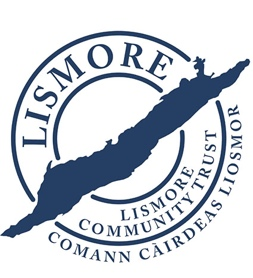 LISMORE
LISMORE
COMMUNITY TRUST
COMANN CÀIRDEAS LIOSMOR